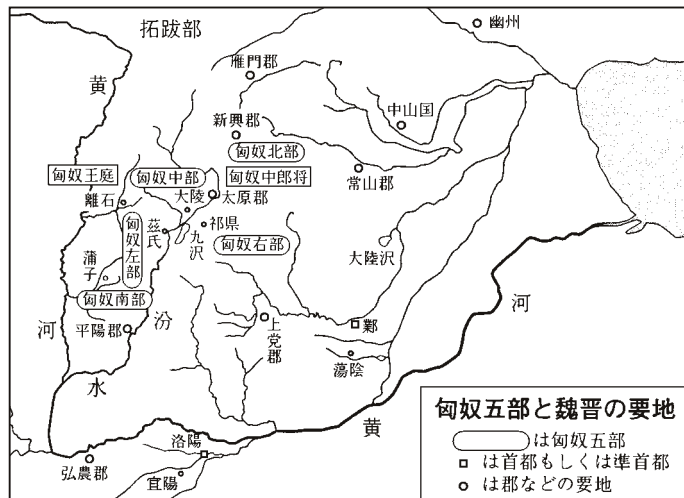 拓跋部
幽州
雁門郡
黄
中山国
新興郡
匈奴北部
匈奴王庭
匈奴中部
匈奴中郎将
常山郡
離石
大陵
太原郡
茲氏
祁県
九沢
匈奴右部
匈奴左部
大陸沢
蒲子
匈奴南部
河
汾
平陽郡
上党郡
鄴
河
蕩陰
水
黄
洛陽
弘農郡
宜陽
匈奴五部と魏晋の要地
は匈奴五部
は首都もしくは準首都
は郡などの要地